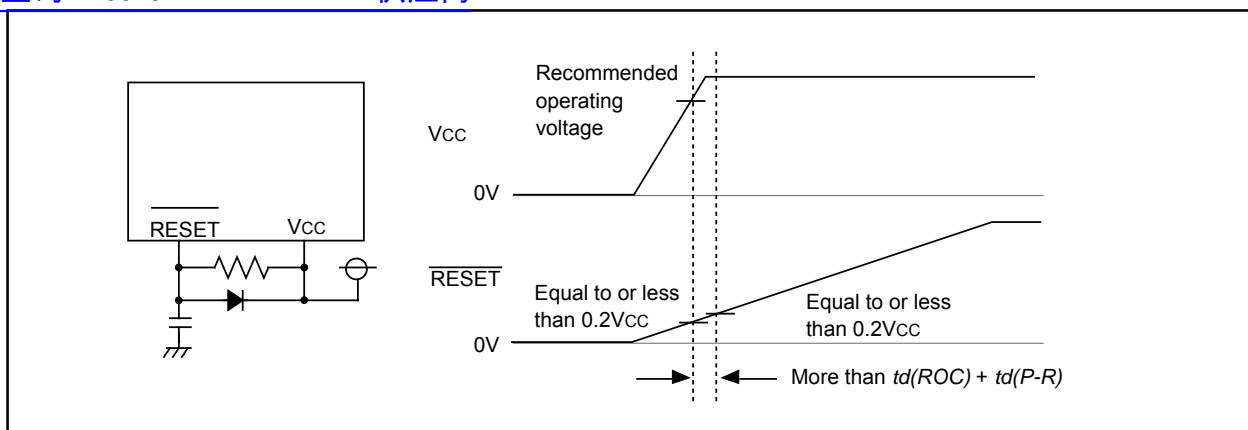 RESET
VCC
Recommended
operating
voltage
VCC
0V
RESET
Equal to or less
than 0.2VCC
Equal to or less
than 0.2VCC
0V
More than td(ROC) + td(P-R)